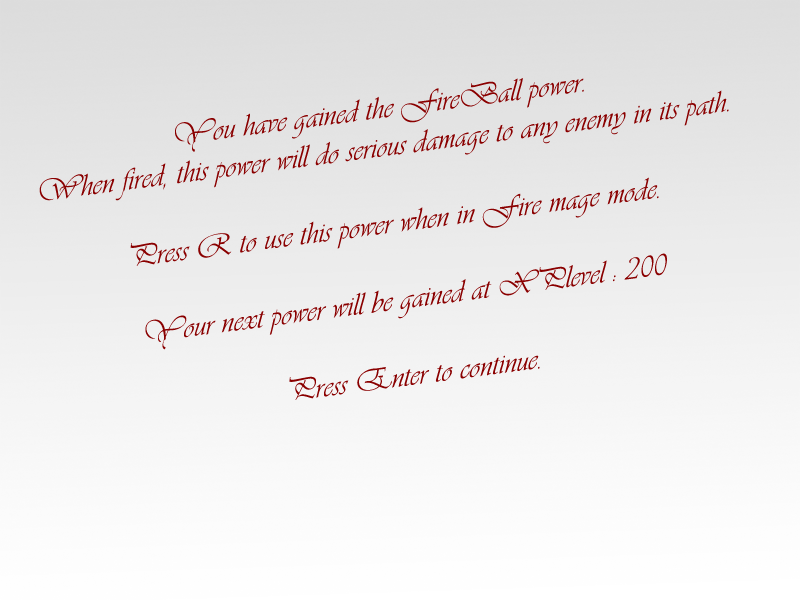 You have gained the FireBall power.
When fired, this power will do serious damage to any enemy in its path.
Press R to use this power when in Fire mage mode.
Your next power will be gained at XPlevel : 200
Press Enter to continue.